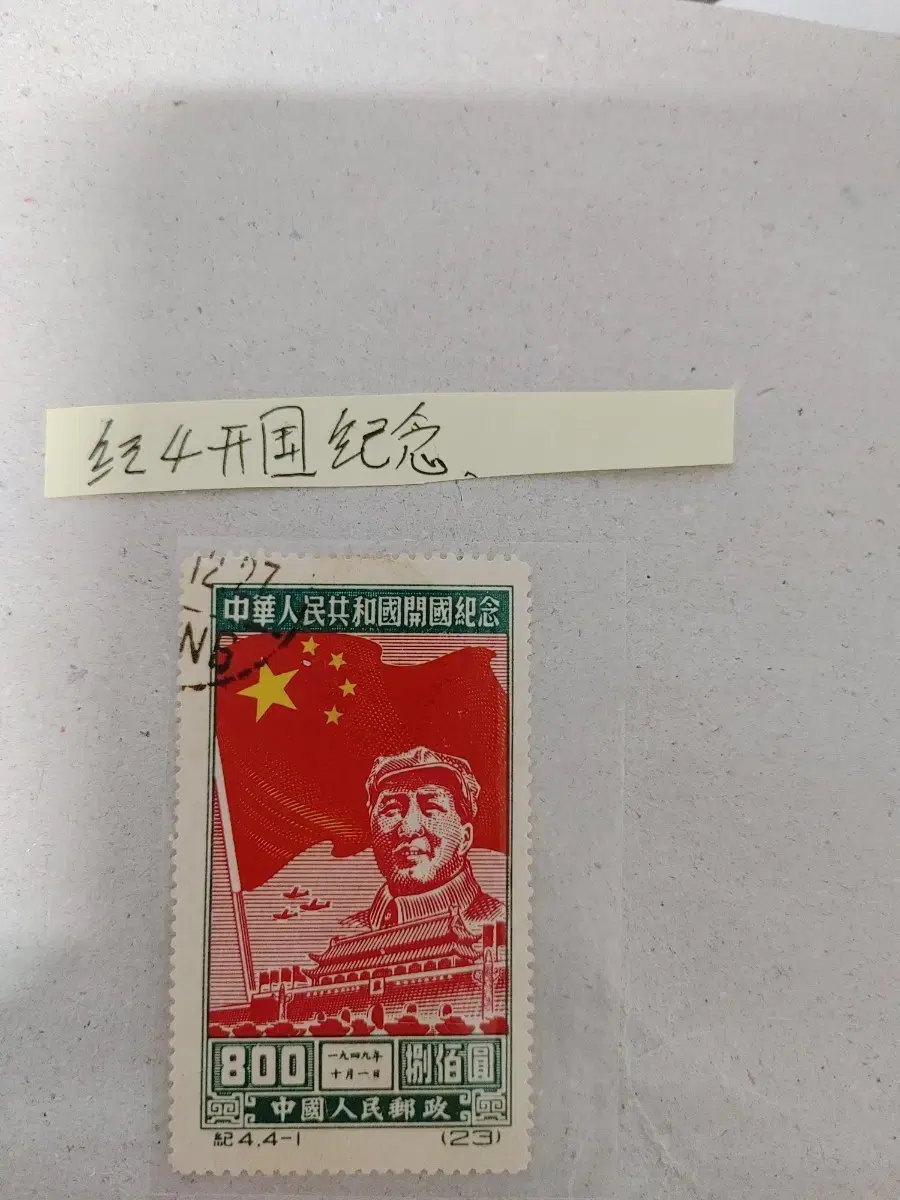 紀4开国纪念、
12 27
中華人民共和國開國紀念
800
一九四九年
十月一日
捌佰圓
中國人民郵政
紀4.4-1
(23)